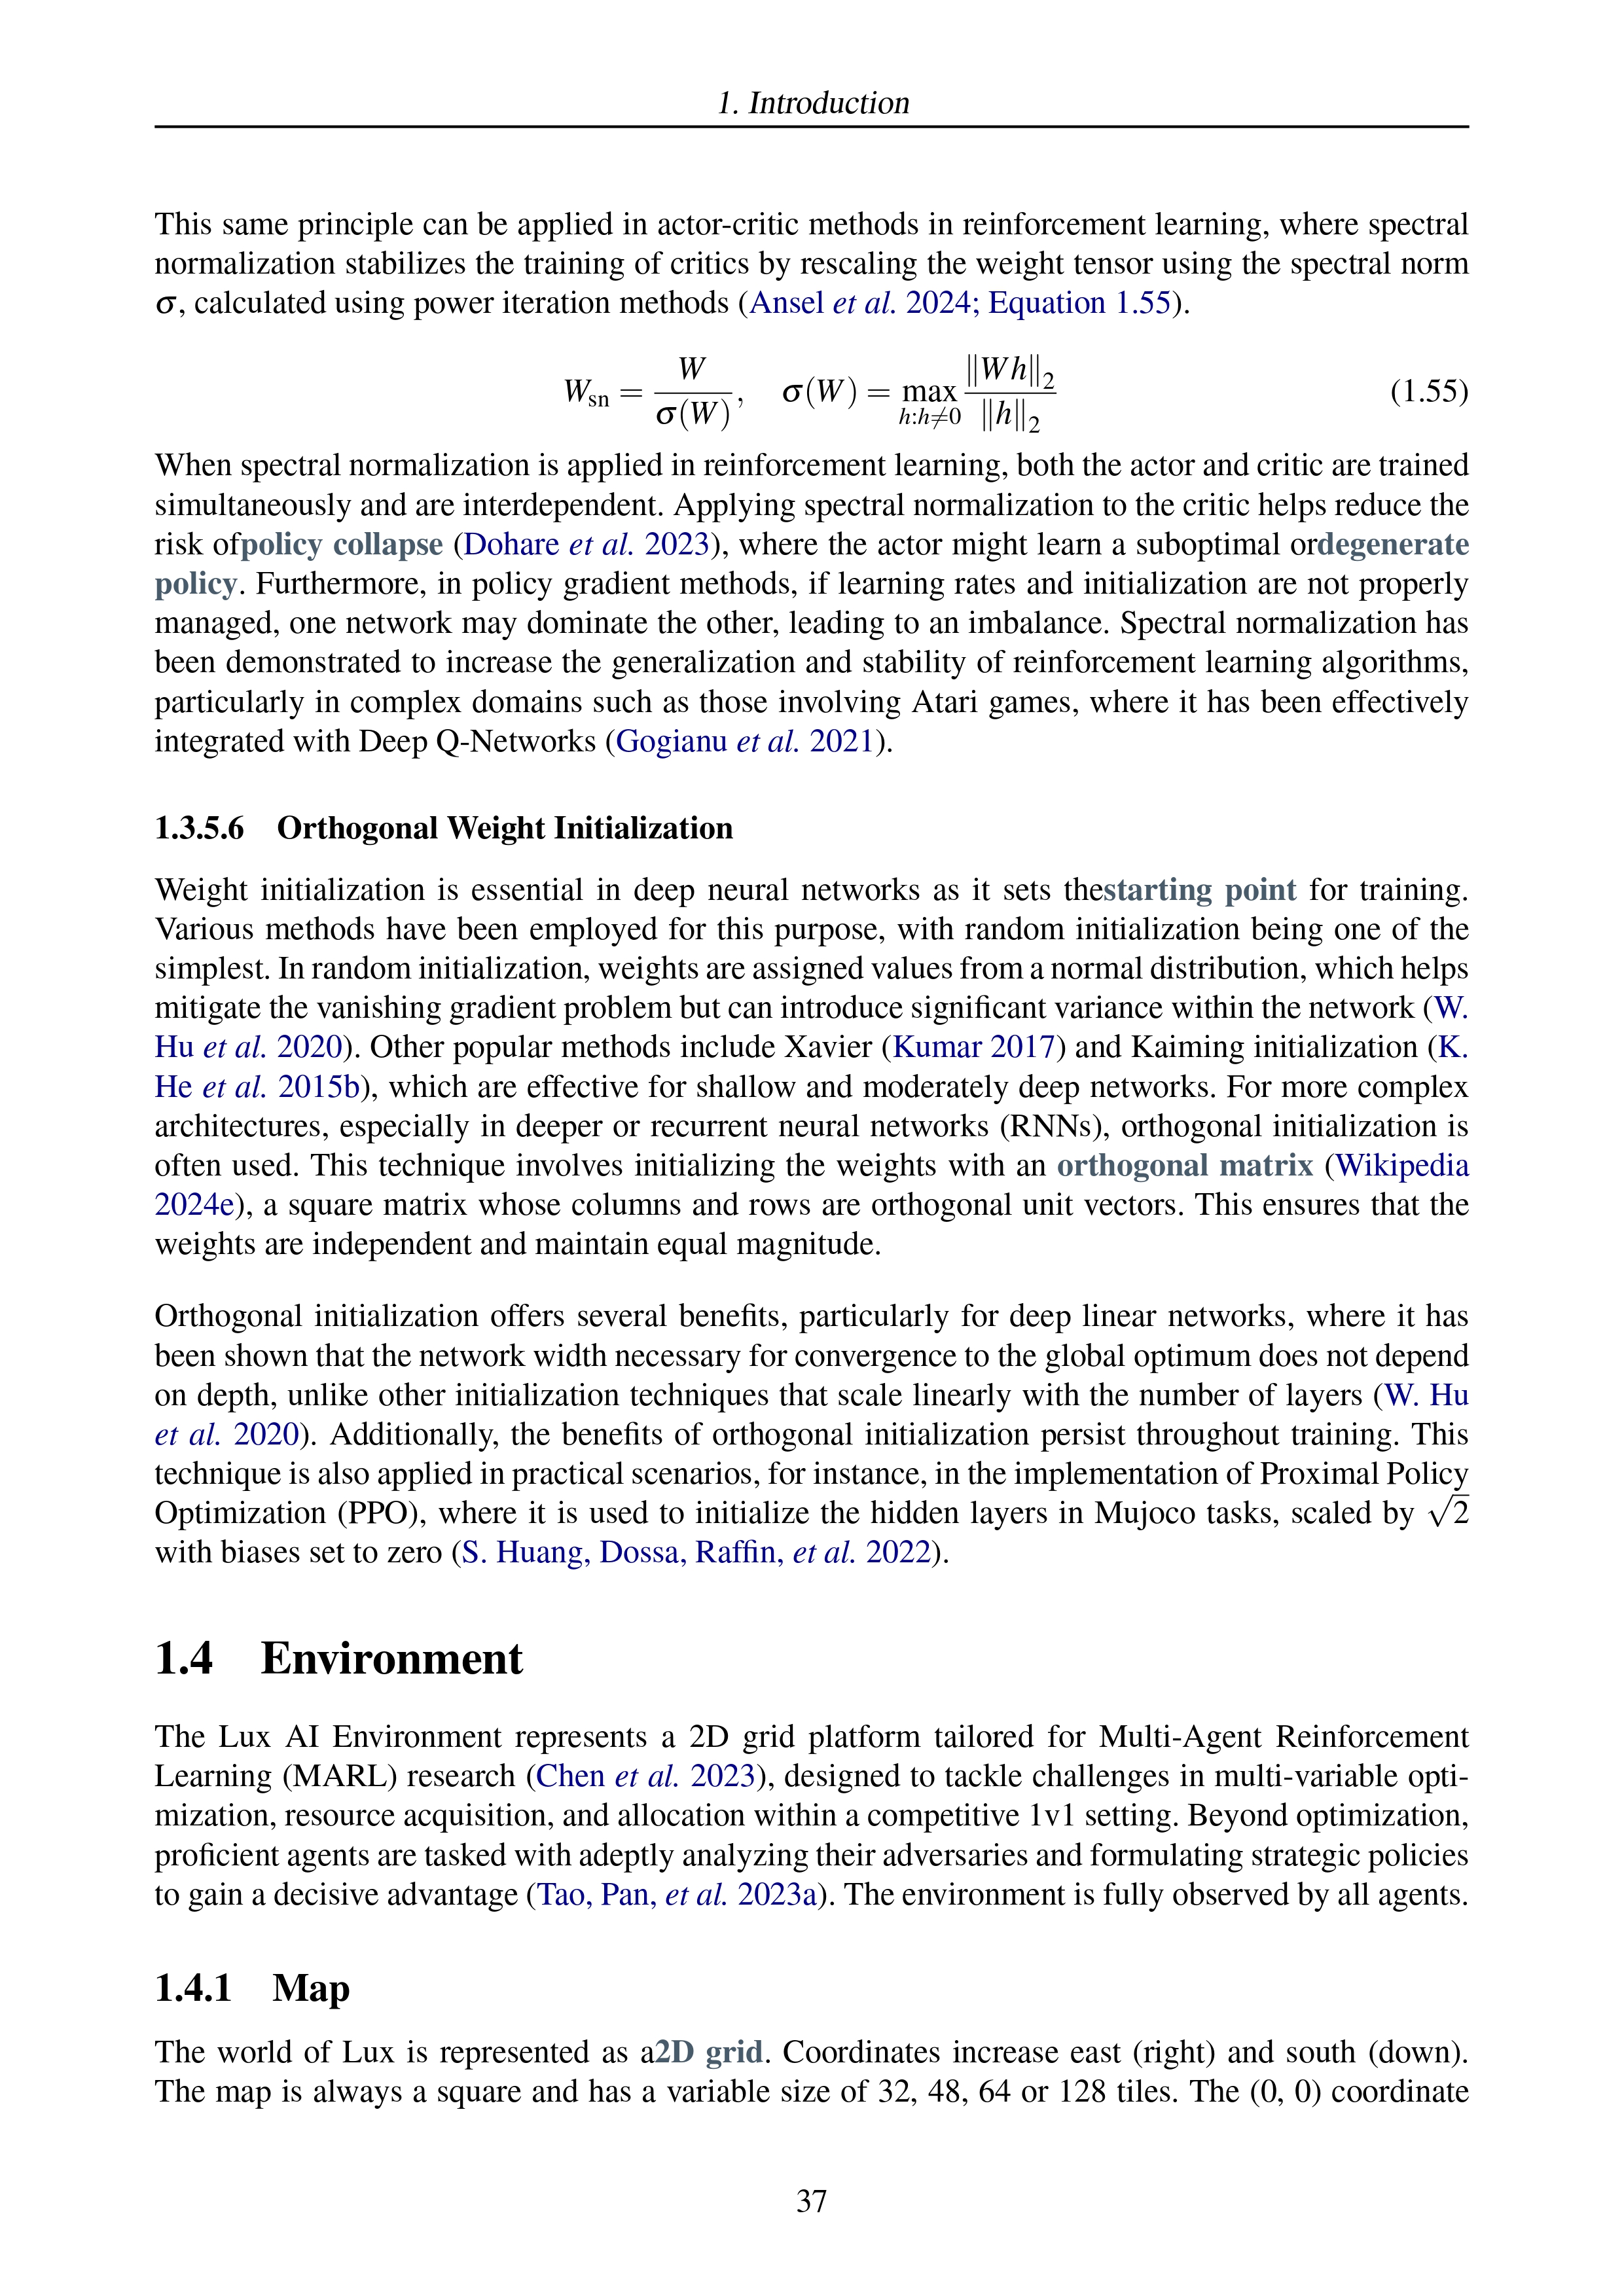 1. Introduction
This same principle can be applied in actor-critic methods in reinforcement learning, where spectral
normalization stabilizes the training of critics by rescaling the weight tensor using the spectral norm
σ, calculated using power iteration methods (Ansel et al. 2024; Equation 1.55).
W_sn = W / σ(W), σ(W) = max_{h:h≠0} ‖Wh‖₂ / ‖h‖₂ (1.55)
When spectral normalization is applied in reinforcement learning, both the actor and critic are trained
simultaneously and are interdependent. Applying spectral normalization to the critic helps reduce the
risk ofpolicy collapse (Dohare et al. 2023), where the actor might learn a suboptimal ordegenerate
policy. Furthermore, in policy gradient methods, if learning rates and initialization are not properly
managed, one network may dominate the other, leading to an imbalance. Spectral normalization has
been demonstrated to increase the generalization and stability of reinforcement learning algorithms,
particularly in complex domains such as those involving Atari games, where it has been effectively
integrated with Deep Q-Networks (Gogianu et al. 2021).
1.3.5.6 Orthogonal Weight Initialization
Weight initialization is essential in deep neural networks as it sets thestarting point for training.
Various methods have been employed for this purpose, with random initialization being one of the
simplest. In random initialization, weights are assigned values from a normal distribution, which helps
mitigate the vanishing gradient problem but can introduce significant variance within the network (W.
Hu et al. 2020). Other popular methods include Xavier (Kumar 2017) and Kaiming initialization (K.
He et al. 2015b), which are effective for shallow and moderately deep networks. For more complex
architectures, especially in deeper or recurrent neural networks (RNNs), orthogonal initialization is
often used. This technique involves initializing the weights with an orthogonal matrix (Wikipedia
2024e), a square matrix whose columns and rows are orthogonal unit vectors. This ensures that the
weights are independent and maintain equal magnitude.
Orthogonal initialization offers several benefits, particularly for deep linear networks, where it has
been shown that the network width necessary for convergence to the global optimum does not depend
on depth, unlike other initialization techniques that scale linearly with the number of layers (W. Hu
et al. 2020). Additionally, the benefits of orthogonal initialization persist throughout training. This
technique is also applied in practical scenarios, for instance, in the implementation of Proximal Policy
Optimization (PPO), where it is used to initialize the hidden layers in Mujoco tasks, scaled by √2
with biases set to zero (S. Huang, Dossa, Raffin, et al. 2022).
1.4 Environment
The Lux AI Environment represents a 2D grid platform tailored for Multi-Agent Reinforcement
Learning (MARL) research (Chen et al. 2023), designed to tackle challenges in multi-variable opti-
mization, resource acquisition, and allocation within a competitive 1v1 setting. Beyond optimization,
proficient agents are tasked with adeptly analyzing their adversaries and formulating strategic policies
to gain a decisive advantage (Tao, Pan, et al. 2023a). The environment is fully observed by all agents.
1.4.1 Map
The world of Lux is represented as a2D grid. Coordinates increase east (right) and south (down).
The map is always a square and has a variable size of 32, 48, 64 or 128 tiles. The (0, 0) coordinate
37